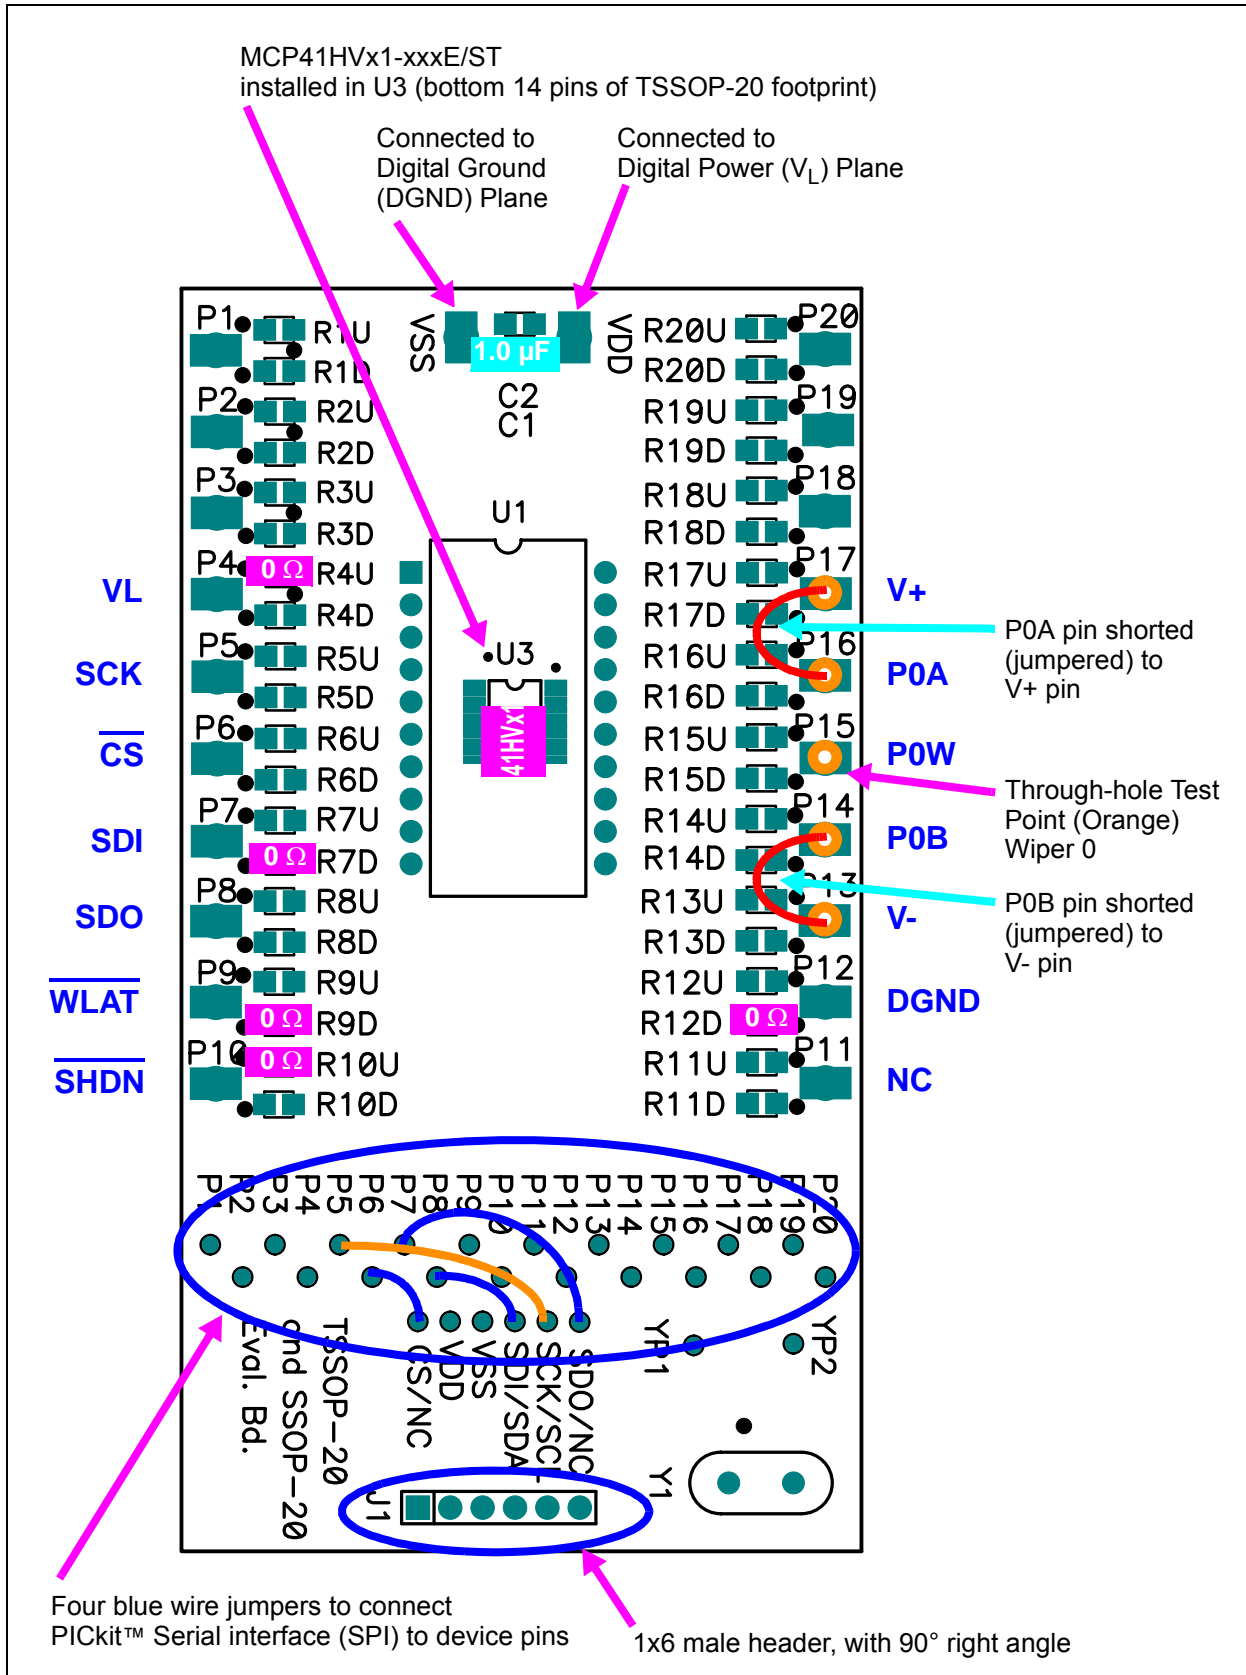 MCP41HVx1-xxxE/ST
installed in U3 (bottom 14 pins of TSSOP-20 footprint)
Connected to
Digital Ground
(DGND) Plane
Connected to
Digital Power (VL) Plane
P1
R1U
R1D
VSS
1.0 µF
VDD
C2
C1
R20U
R20D
P20
P2
R2U
R2D
R19U
R19D
P19
P3
R3U
R3D
U1
R18U
R18D
P18
VL
P4
0 Ω
R4U
R4D
R17U
R17D
P17
V+
P0A pin shorted
(jumpered) to
V+ pin
SCK
P5
R5U
R5D
U3
R16U
R16D
P16
P0A
CS
P6
R6U
R6D
41HVx1
R15U
R15D
P15
P0W
Through-hole Test
Point (Orange)
Wiper 0
SDI
P7
R7U
0 Ω
R7D
R14U
R14D
P14
P0B
SDO
P8
R8U
R8D
R13U
R13D
P13
V-
P0B pin shorted
(jumpered) to
V- pin
WLAT
P9
R9U
0 Ω
R9D
R12U
R12D
0 Ω
P12
DGND
SHDN
P10
0 Ω
R10U
R10D
R11U
R11D
P11
NC
P1
P2
P3
P4
P5
P6
P7
P8
P9
P10
P11
P12
P13
P14
P15
P16
P17
P18
P19
P20
TSSOP-20
and SSOP-20
Eval. Bd.
CS/NC
VDD
VSS
SDI/SDA
SCK/SCL
SDO/NC
YP1
YP2
J1
Y1
Four blue wire jumpers to connect
PICkit™ Serial interface (SPI) to device pins
1x6 male header, with 90° right angle